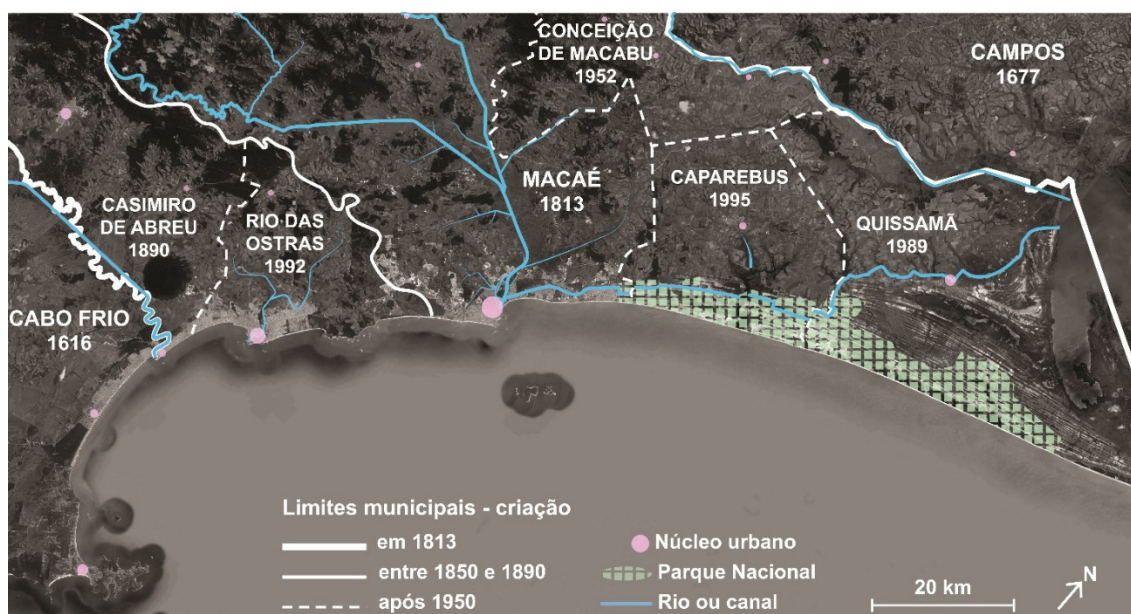 CONCEIÇÃO
DE MACABU
1952
CAMPOS
1677
MACAÉ
1813
CAPAREBUS
1995
QUISSAMÃ
1989
CASIMIRO
DE ABREU
1890
RIO DAS
OSTRAS
1992
CABO FRIO
1616
Limites municipais - criação
em 1813
entre 1850 e 1890
após 1950
Núcleo urbano
Parque Nacional
Rio ou canal
20 km
N